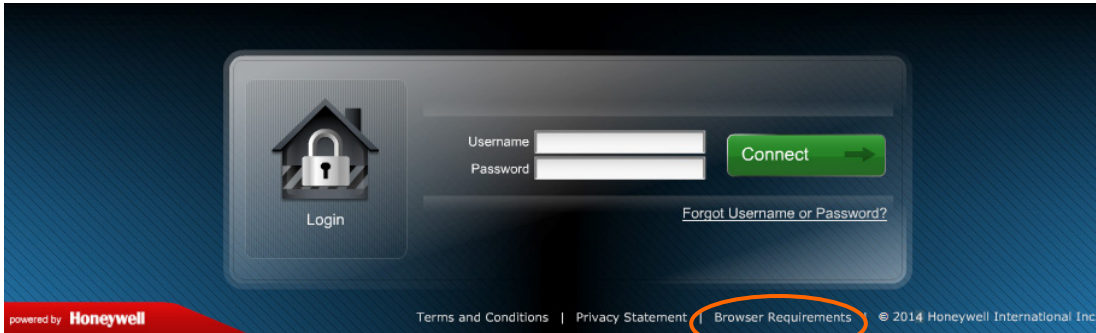 Username
Password
Connect
Login
Forgot Username or Password?
powered by Honeywell
Terms and Conditions | Privacy Statement | Browser Requirements | © 2014 Honeywell International Inc